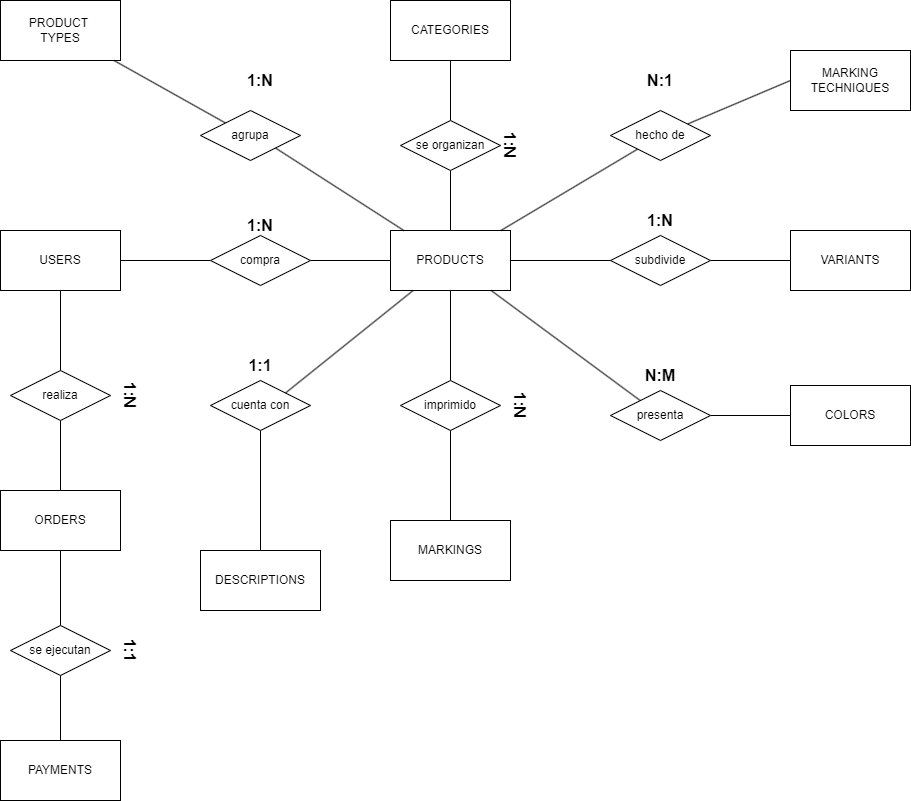 PRODUCT
TYPES
CATEGORIES
MARKING
TECHNIQUES
1:N
N:1
agrupa
se organizan
1:N
hecho de
1:N
1:N
USERS
compra
PRODUCTS
subdivide
VARIANTS
1:1
N:M
realiza
1:N
cuenta con
imprimido
1:N
presenta
COLORS
ORDERS
MARKINGS
DESCRIPTIONS
se ejecutan
1:1
PAYMENTS